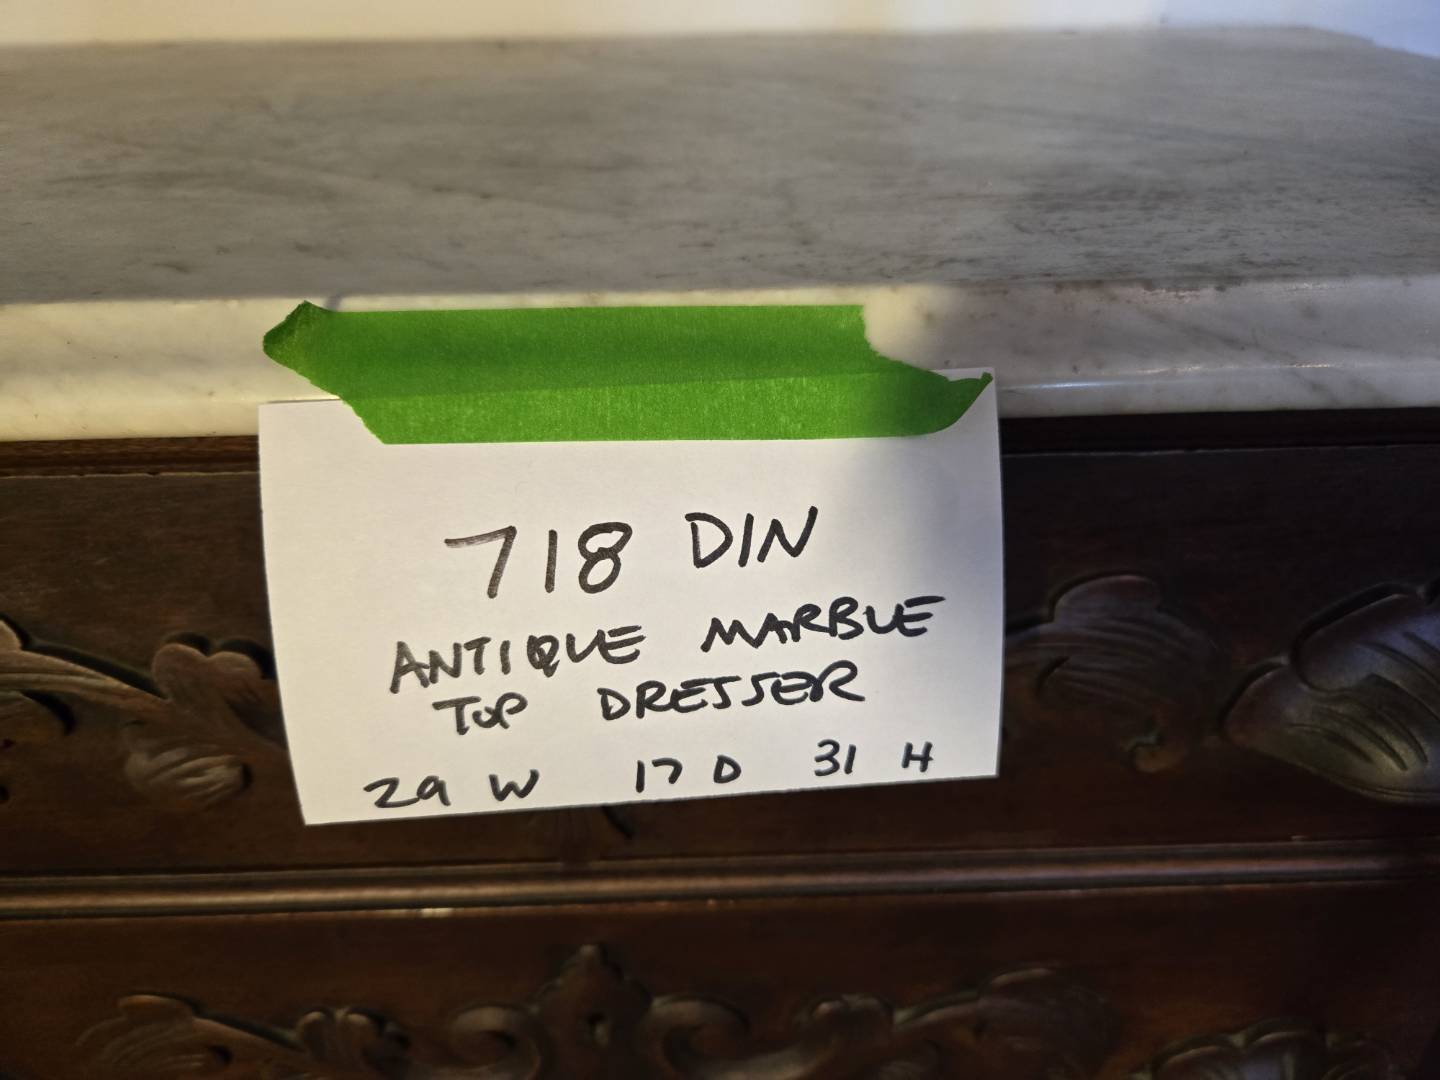 718 DIN
ANTIQUE MARBLE
TOP DRESSER
29 W 17 D 31 H